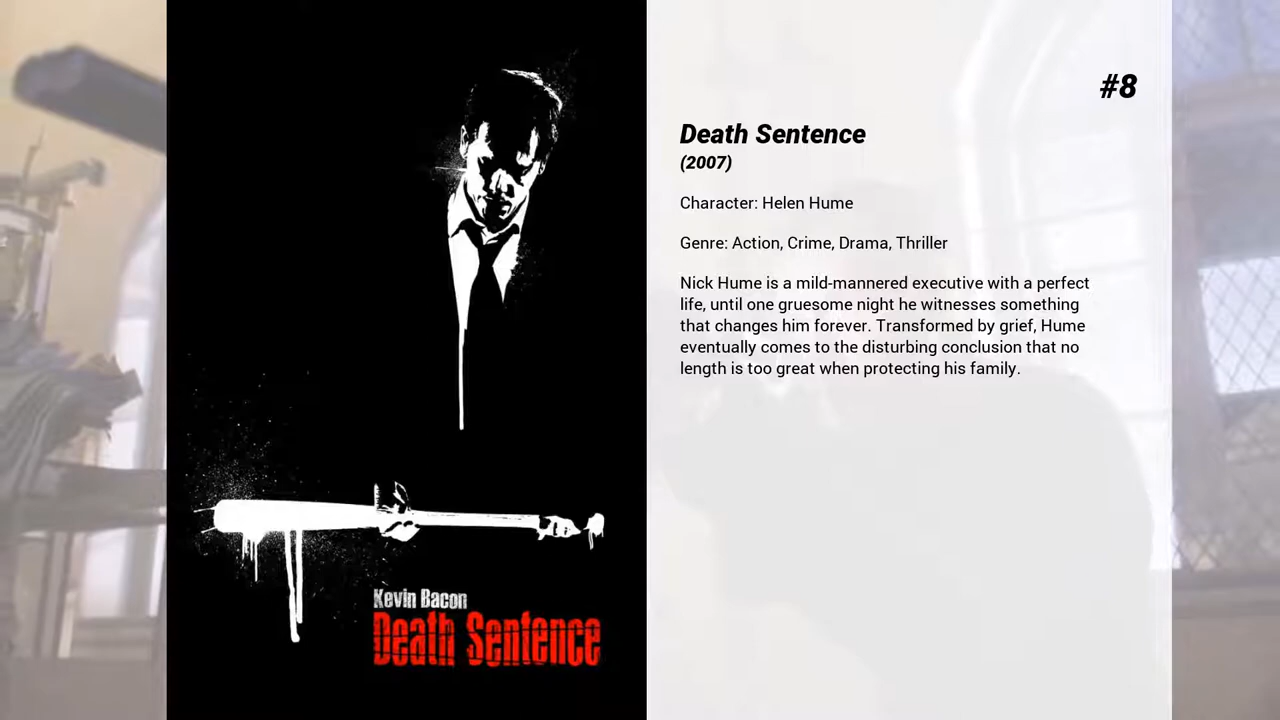 #8
Death Sentence
(2007)
Character: Helen Hume
Genre: Action, Crime, Drama, Thriller
Nick Hume is a mild-mannered executive with a perfect
life, until one gruesome night he witnesses something
that changes him forever. Transformed by grief, Hume
eventually comes to the disturbing conclusion that no
length is too great when protecting his family.
Kevin Bacon
Death Sentence